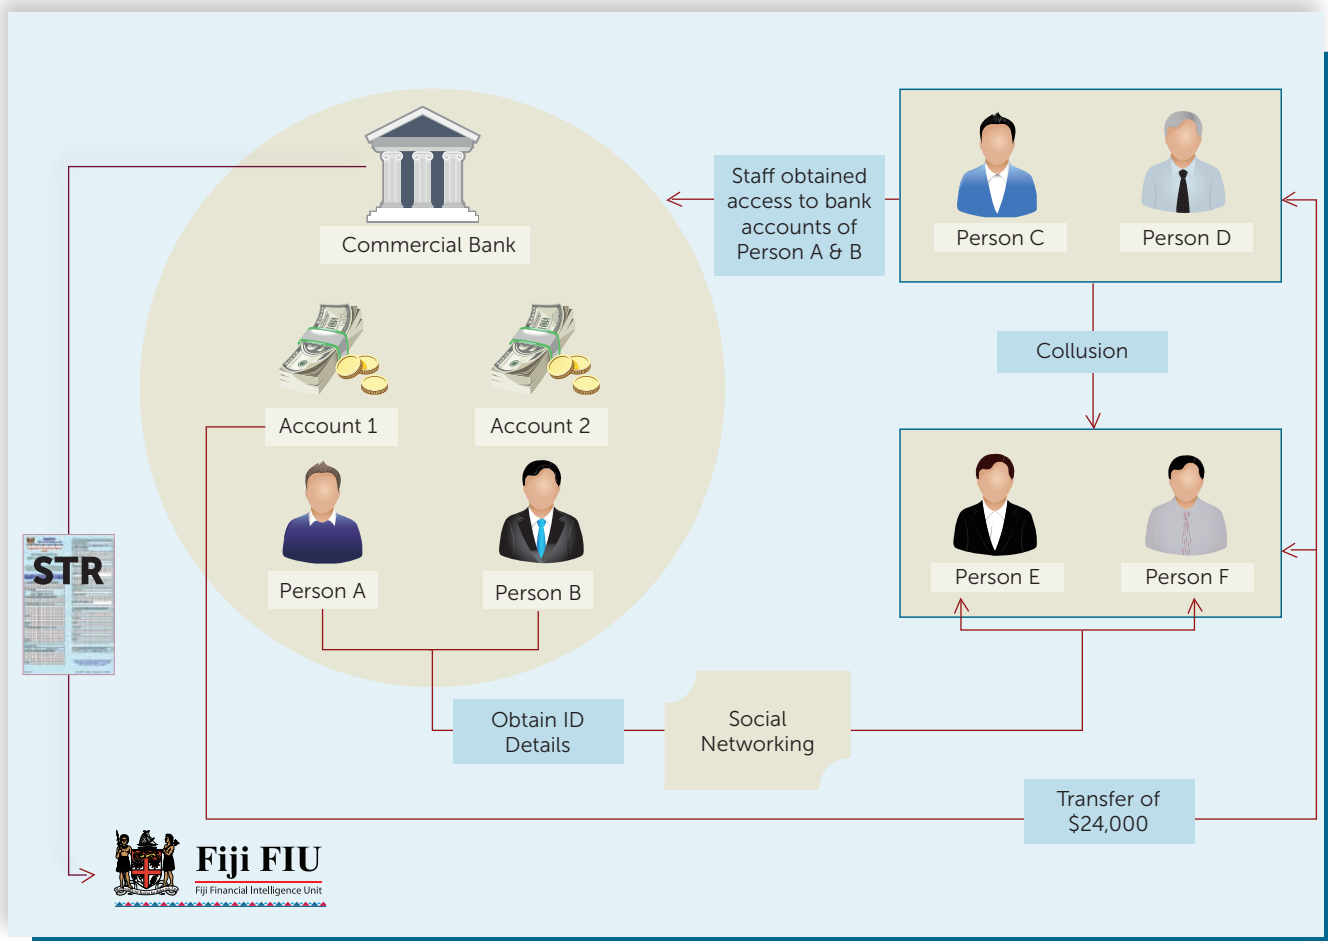 Commercial Bank
Staff obtained
access to bank
accounts of
Person A & B
Person C
Person D
Collusion
Account 1
Account 2
Person A
Person B
Person E
Person F
STR
Obtain ID
Details
Social
Networking
Transfer of
$24,000
Fiji FIU
Fiji Financial Intelligence Unit